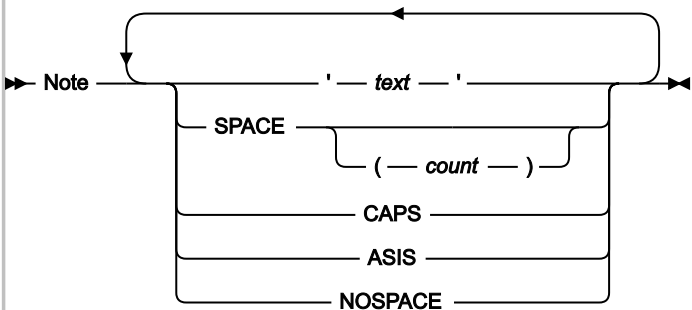 Note ' text '
SPACE
( count )
CAPS
ASIS
NOSPACE